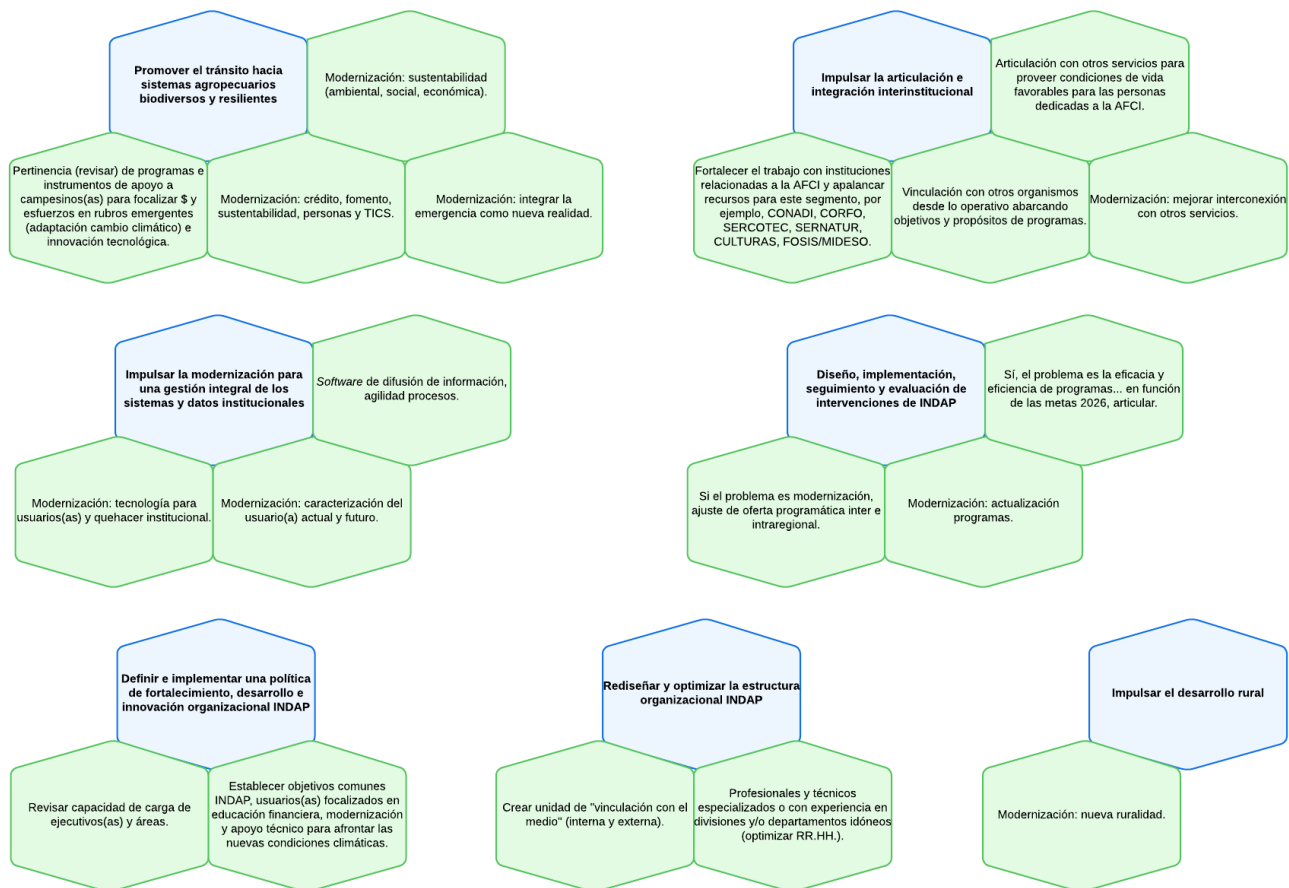 Promover el tránsito hacia
sistemas agropecuarios
biodiversos y resilientes
Modernización: sustentabilidad
(ambiental, social, económica).
Pertinencia (revisar) de programas e
instrumentos de apoyo a
campesinos(as) para focalizar $ y
esfuerzos en rubros emergentes
(adaptación cambio climático) e
innovación tecnológica.
Modernización: crédito, fomento,
sustentabilidad, personas y TICS.
Modernización: integrar la
emergencia como nueva realidad.
Impulsar la articulación e
integración interinstitucional
Articulación con otros servicios para
proveer condiciones de vida
favorables para las personas
dedicadas a la AFCI.
Fortalecer el trabajo con instituciones
relacionadas a la AFCI y apalancar
recursos para este segmento, por
ejemplo, CONADI, CORFO,
SERCOTEC, SERNATUR,
CULTURAS, FOSIS/MIDESO.
Vinculación con otros organismos
desde lo operativo abarcando
objetivos y propósitos de programas.
Modernización: mejorar interconexión
con otros servicios.
Impulsar la modernización para
una gestión integral de los
sistemas y datos institucionales
Software de difusión de información,
agilidad procesos.
Modernización: tecnología para
usuarios(as) y quehacer institucional.
Modernización: caracterización del
usuario(a) actual y futuro.
Diseño, implementación,
seguimiento y evaluación de
intervenciones de INDAP
Sí, el problema es la eficacia y
eficiencia de programas... en función
de las metas 2026, articular.
Si el problema es modernización,
ajuste de oferta programática inter e
intraregional.
Modernización: actualización
programas.
Definir e implementar una política
de fortalecimiento, desarrollo e
innovación organizacional INDAP
Revisar capacidad de carga de
ejecutivos(as) y áreas.
Establecer objetivos comunes
INDAP, usuarios(as) focalizados en
educación financiera, modernización
y apoyo técnico para afrontar las
nuevas condiciones climáticas.
Rediseñar y optimizar la estructura
organizacional INDAP
Crear unidad de "vinculación con el
medio" (interna y externa).
Profesionales y técnicos
especializados o con experiencia en
divisiones y/o departamentos idóneos
(optimizar RR.HH.).
Impulsar el desarrollo rural
Modernización: nueva ruralidad.